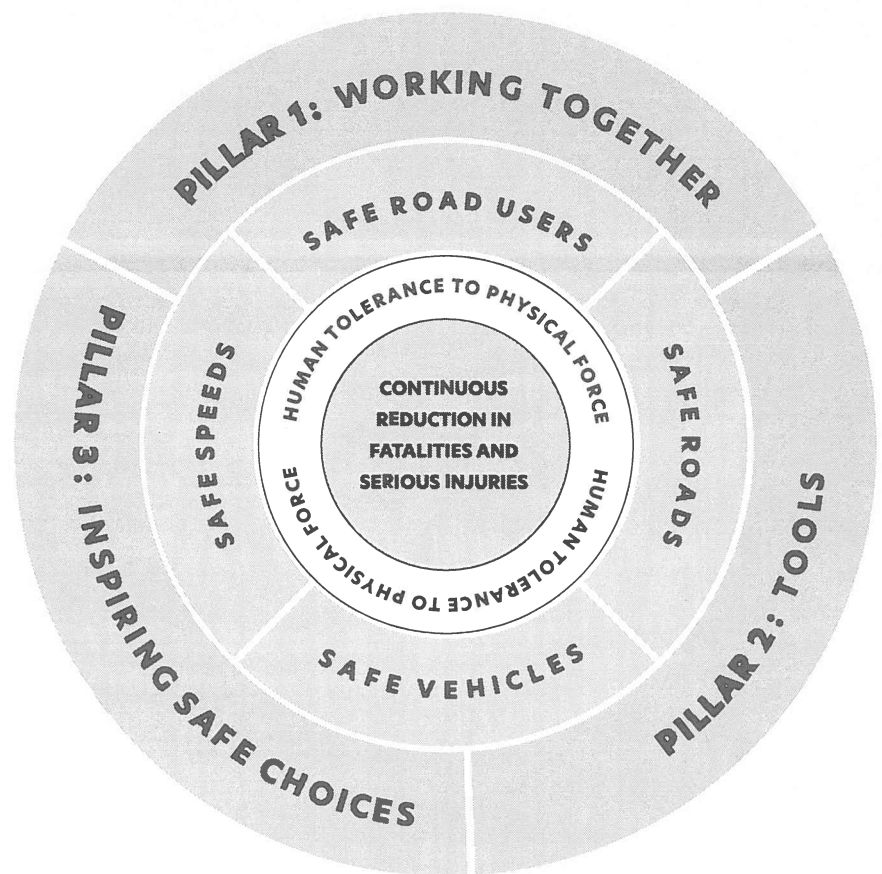 PILLAR 1: WORKING TOGETHER
SAFE ROAD USERS
HUMAN TOLERANCE TO PHYSICAL FORCE
CONTINUOUS
REDUCTION IN
FATALITIES AND
SERIOUS INJURIES
HUMAN TOLERANCE TO PHYSICAL FORCE
SAFE SPEEDS
SAFE ROADS
SAFE VEHICLES
PILLAR 2: TOOLS
PILLAR 3: INSPIRING SAFE CHOICES